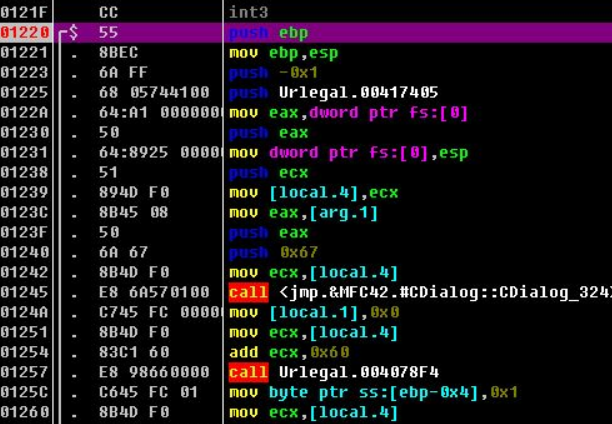 0121F CC int3
01220 $ 55 push ebp
01221 . 8BEC mov ebp,esp
01223 . 6A FF push -0x1
01225 . 68 05744100 push Urlegal.00417405
0122A . 64:A1 000000 mov eax,dword ptr fs:[0]
01230 . 50 push eax
01231 . 64:8925 0000 mov dword ptr fs:[0],esp
01238 . 51 push ecx
01239 . 894D F0 mov [local.4],ecx
0123C . 8B45 08 mov eax,[arg.1]
0123F . 50 push eax
01240 . 6A 67 push 0x67
01242 . 8B4D F0 mov ecx,[local.4]
01245 . E8 6A570100 call <jmp.&MFC42.#CDialog::CDialog_324>
0124A . C745 FC 0000 mov [local.1],0x0
01251 . 8B4D F0 mov ecx,[local.4]
01254 . 83C1 60 add ecx,0x60
01257 . E8 98660000 call Urlegal.004078F4
0125C . C645 FC 01 mov byte ptr ss:[ebp-0x4],0x1
01260 . 8B4D F0 mov ecx,[local.4]